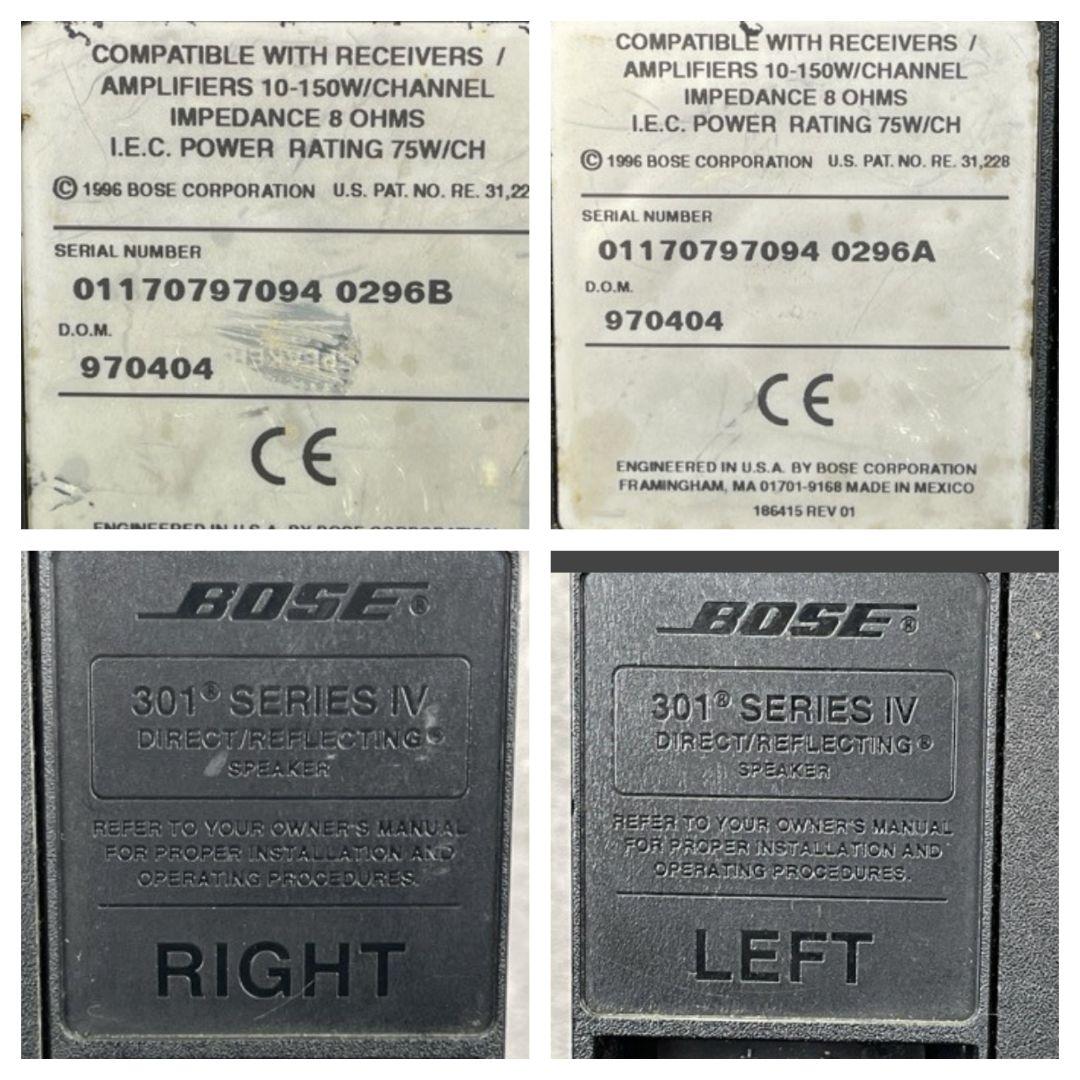 COMPATIBLE WITH RECEIVERS /
AMPLIFIERS 10-150W/CHANNEL
IMPEDANCE 8 OHMS
I.E.C. POWER RATING 75W/CH
© 1996 BOSE CORPORATION U.S. PAT. NO. RE. 31,22
SERIAL NUMBER
01170797094 0296B
D.O.M.
970404
CE
ENGINEERED IN U.S.A. BY BOSE CORPORATION
COMPATIBLE WITH RECEIVERS /
AMPLIFIERS 10-150W/CHANNEL
IMPEDANCE 8 OHMS
I.E.C. POWER RATING 75W/CH
© 1996 BOSE CORPORATION U.S. PAT. NO. RE. 31,228
SERIAL NUMBER
01170797094 0296A
D.O.M.
970404
CE
ENGINEERED IN U.S.A. BY BOSE CORPORATION
FRAMINGHAM, MA 01701-9168 MADE IN MEXICO
186415 REV 01
BOSE®
301® SERIES IV
DIRECT/REFLECTING®
SPEAKER
REFER TO YOUR OWNER'S MANUAL
FOR PROPER INSTALLATION AND
OPERATING PROCEDURES.
RIGHT
BOSE®
301® SERIES IV
DIRECT/REFLECTING®
SPEAKER
REFER TO YOUR OWNER'S MANUAL
FOR PROPER INSTALLATION AND
OPERATING PROCEDURES.
LEFT